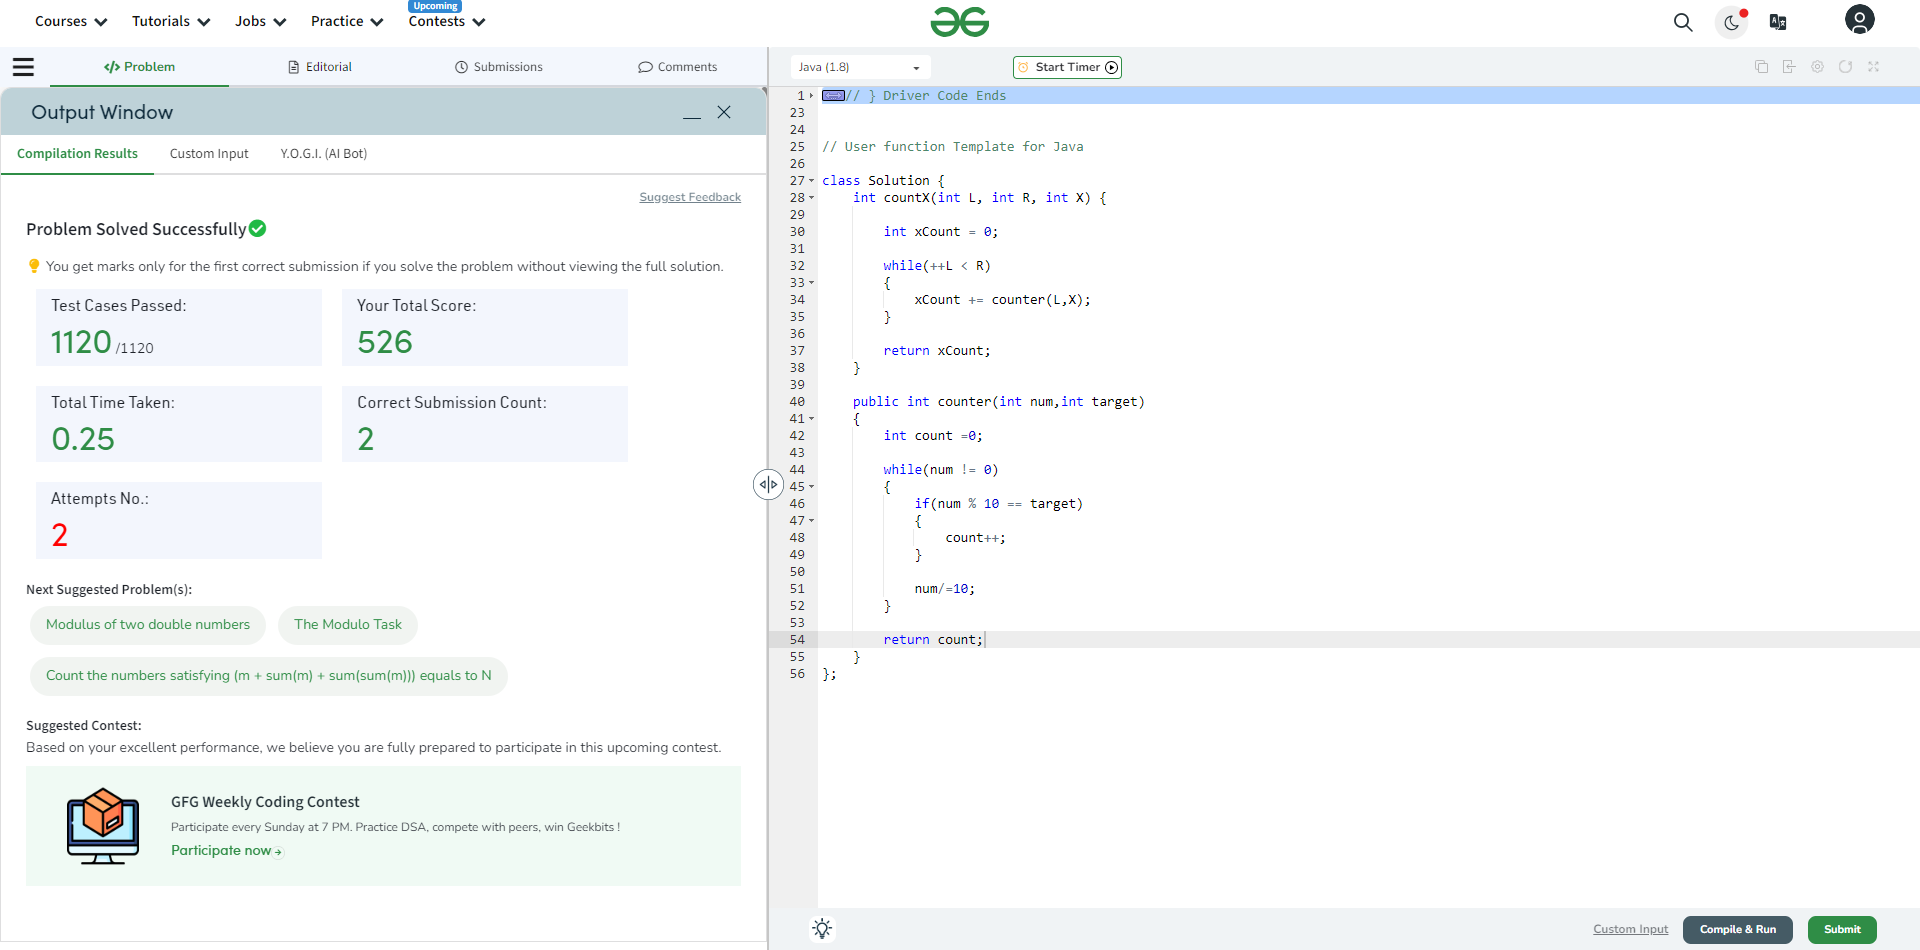 Courses
Tutorials
Jobs
Practice
Upcoming
Contests
</> Problem
Editorial
Submissions
Comments
Output Window
Compilation Results
Custom Input
Y.O.G.I. (AI Bot)
Suggest Feedback
Problem Solved Successfully
You get marks only for the first correct submission if you solve the problem without viewing the full solution.
Test Cases Passed:
1120 /1120
Your Total Score:
526
Total Time Taken:
0.25
Correct Submission Count:
2
Attempts No.:
2
Next Suggested Problem(s):
Modulus of two double numbers
The Modulo Task
Count the numbers satisfying (m + sum(m) + sum(sum(m))) equals to N
Suggested Contest:
Based on your excellent performance, we believe you are fully prepared to participate in this upcoming contest.
GFG Weekly Coding Contest
Participate every Sunday at 7 PM. Practice DSA, compete with peers, win Geekbits !
Participate now
Java (1.8)
Start Timer
1 // } Driver Code Ends
23
24
25 // User function Template for Java
26
27 class Solution {
28 int countX(int L, int R, int X) {
29
30 int xCount = 0;
31
32 while(++L < R)
33 {
34 xCount += counter(L,X);
35 }
36
37 return xCount;
38 }
39
40 public int counter(int num,int target)
41 {
42 int count =0;
43
44 while(num != 0)
45 {
46 if(num % 10 == target)
47 {
48 count++;
49 }
50
51 num/=10;
52 }
53
54 return count;
55 }
56 };
Custom Input
Compile & Run
Submit